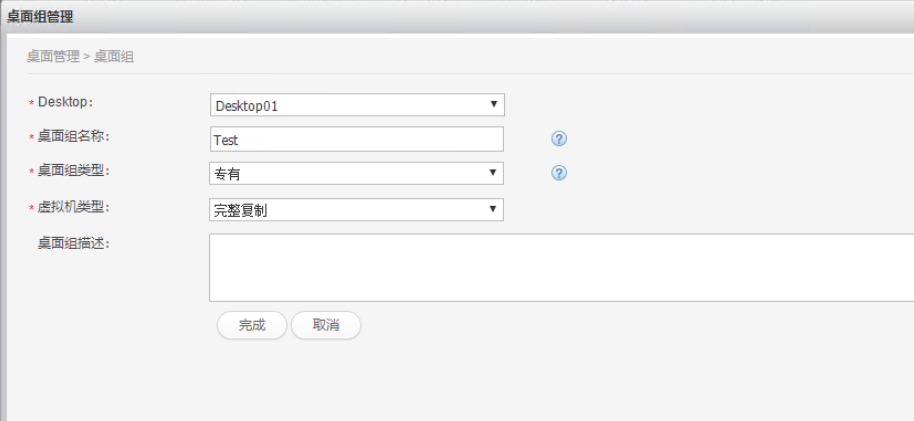 桌面组管理
桌面管理 > 桌面组
* Desktop: Desktop01
* 桌面组名称: Test
* 桌面组类型: 专有
* 虚拟机类型: 完整复制
桌面组描述:
完成 取消